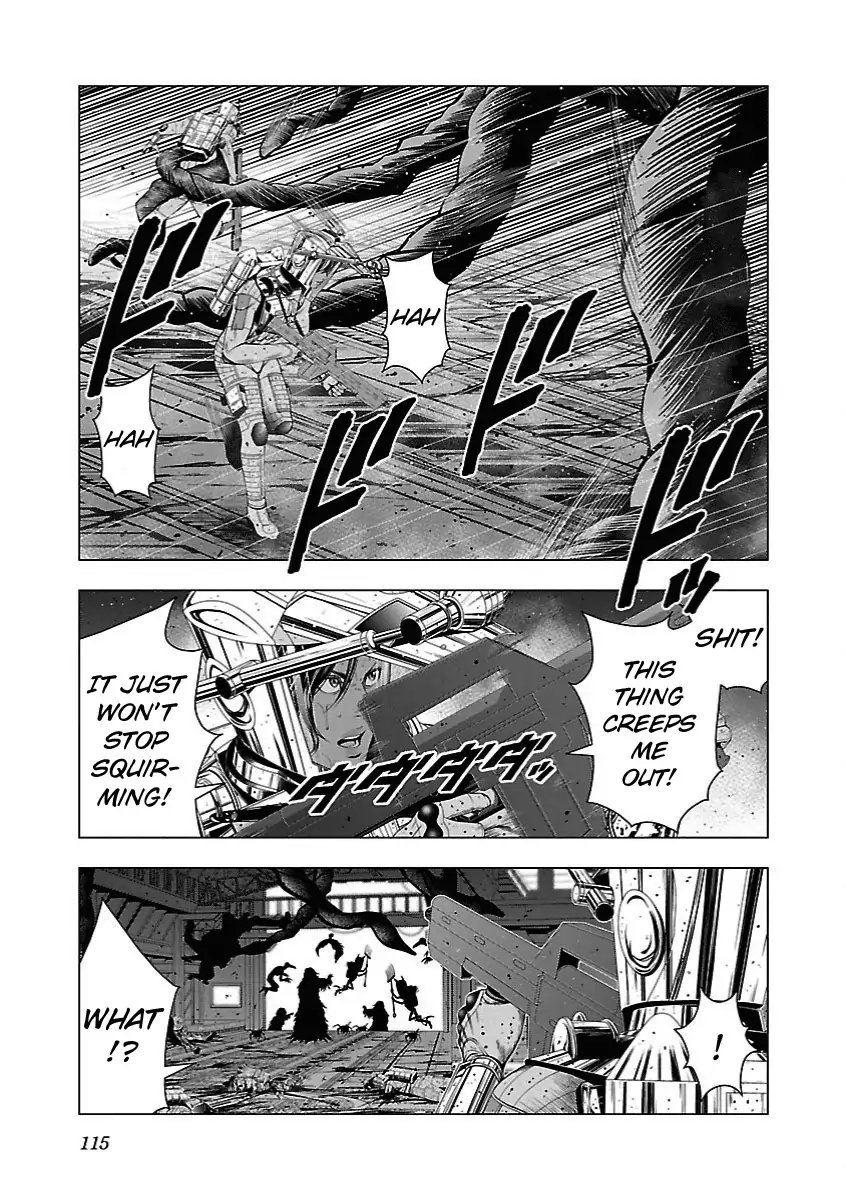 ド
ド
ド
ドッ
HAH
HAH
SHIT!
THIS
THING
CREEPS
ME
OUT!
IT JUST
WON'T
STOP
SQUIR-
MING!
ダダダダッ
!
WHAT
!?
115